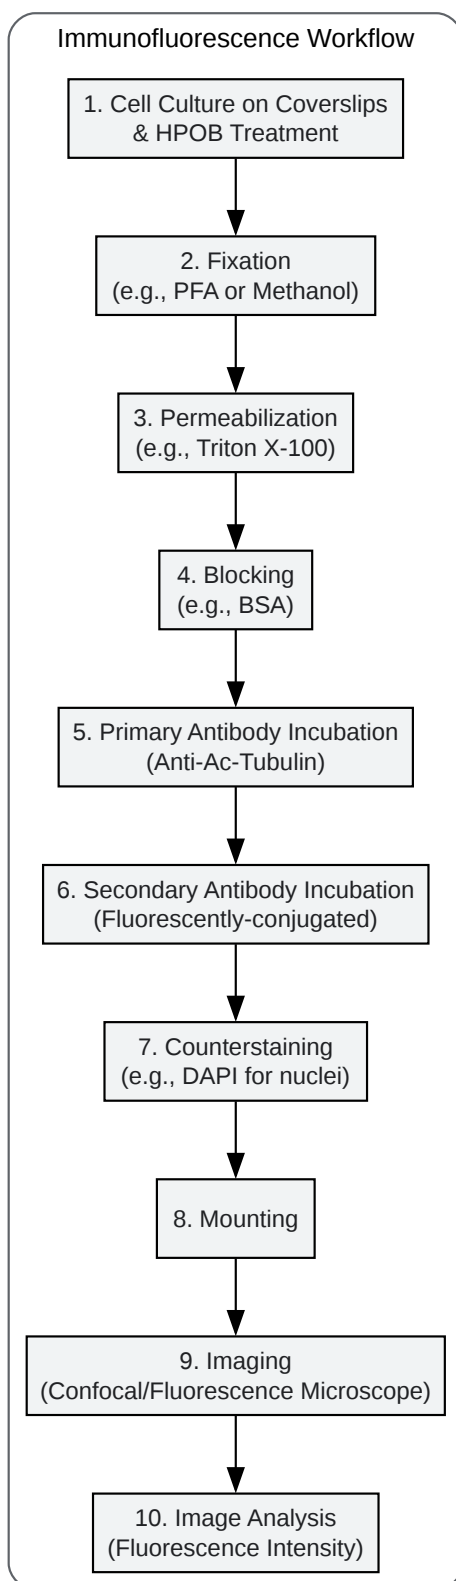 Immunofluorescence Workflow
1. Cell Culture on Coverslips
& HPOB Treatment
2. Fixation
(e.g., PFA or Methanol)
3. Permeabilization
(e.g., Triton X-100)
4. Blocking
(e.g., BSA)
5. Primary Antibody Incubation
(Anti-Ac-Tubulin)
6. Secondary Antibody Incubation
(Fluorescently-conjugated)
7. Counterstaining
(e.g., DAPI for nuclei)
8. Mounting
9. Imaging
(Confocal/Fluorescence Microscope)
10. Image Analysis
(Fluorescence Intensity)